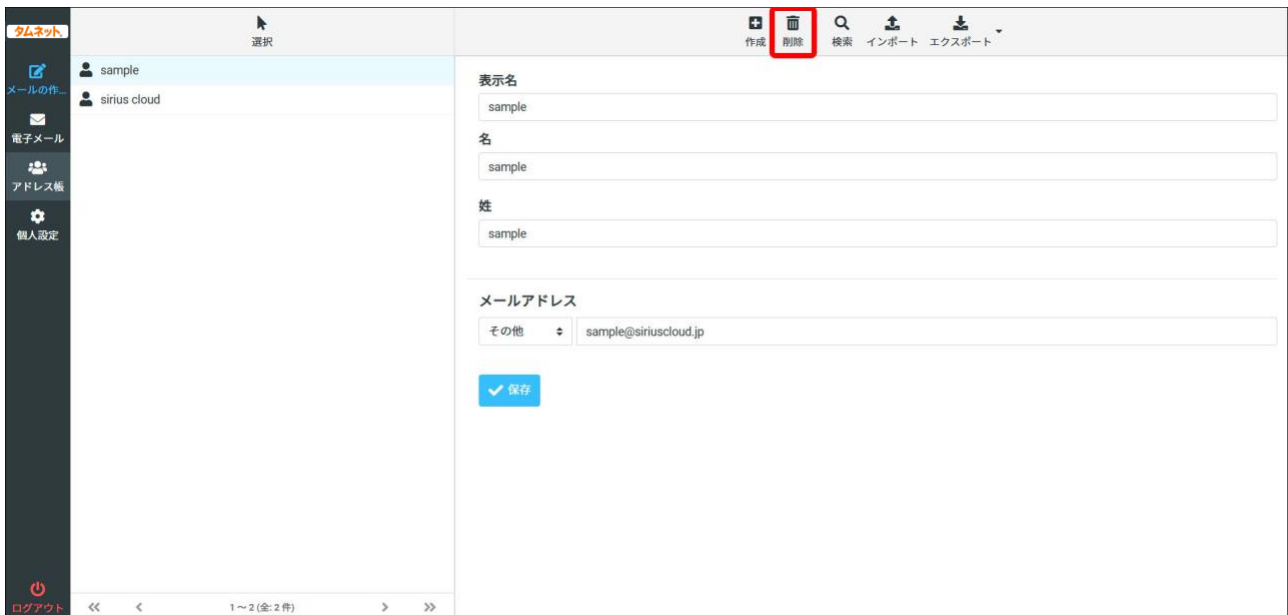 タムネット
メールの作...
電子メール
アドレス帳
個人設定
ログアウト
選択
sample
sirius cloud
1～2 (全: 2 件)
作成
削除
検索
インポート
エクスポート
表示名
sample
名
sample
姓
sample
メールアドレス
その他
sample@siriuscloud.jp
保存